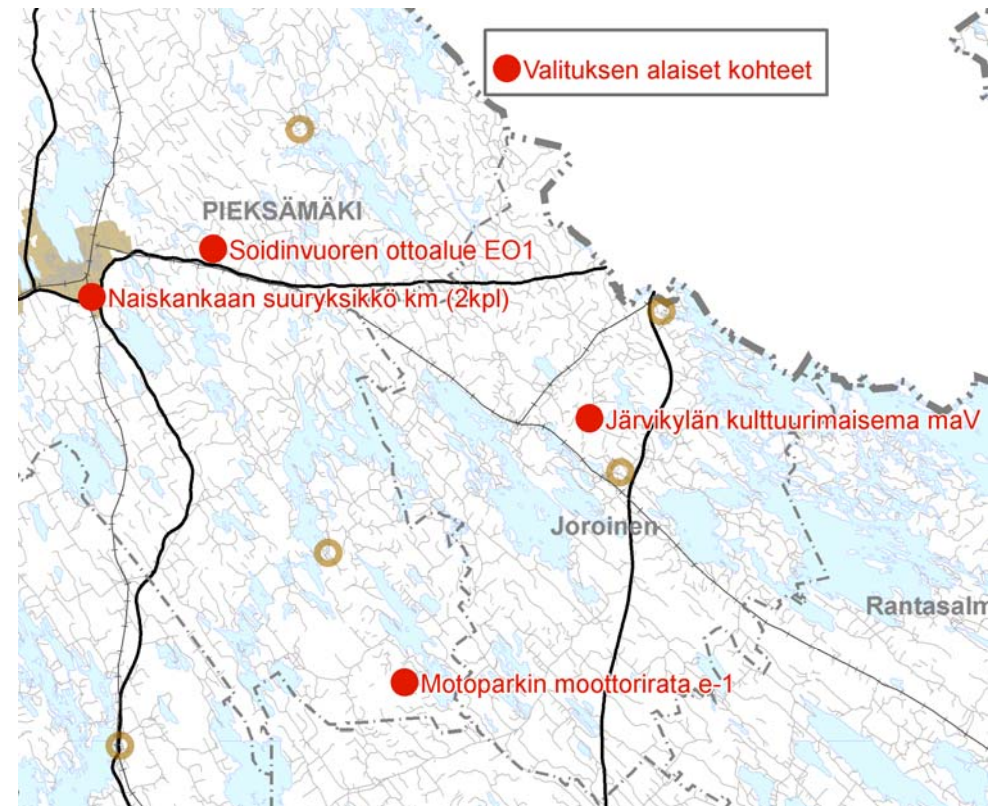 Valituksen alaiset kohteet
PIEKSÄMÄKI
Soidinvuoren ottoalue EO1
Naiskankaan suuryksikkö km (2kpl)
Järvikylän kulttuurimaisema maV
Joroinen
Rantasalm
Motoparkin moottorirata e-1